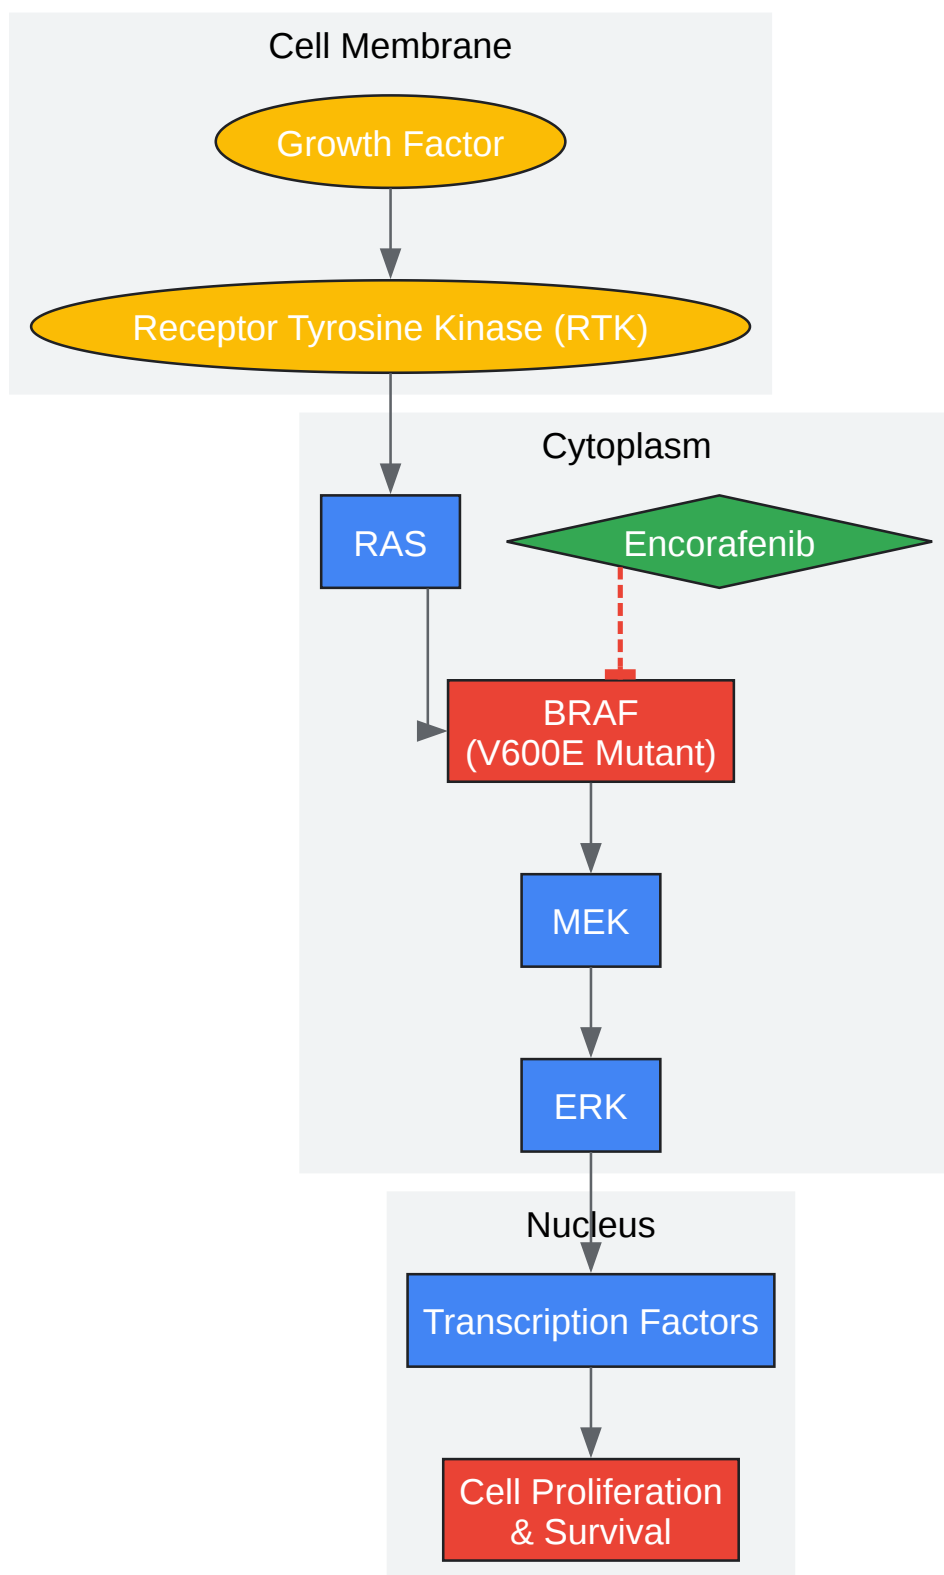 Cell Membrane
Growth Factor
Receptor Tyrosine Kinase (RTK)
Cytoplasm
RAS
Encorafenib
BRAF
(V600E Mutant)
MEK
ERK
Nucleus
Transcription Factors
Cell Proliferation
& Survival